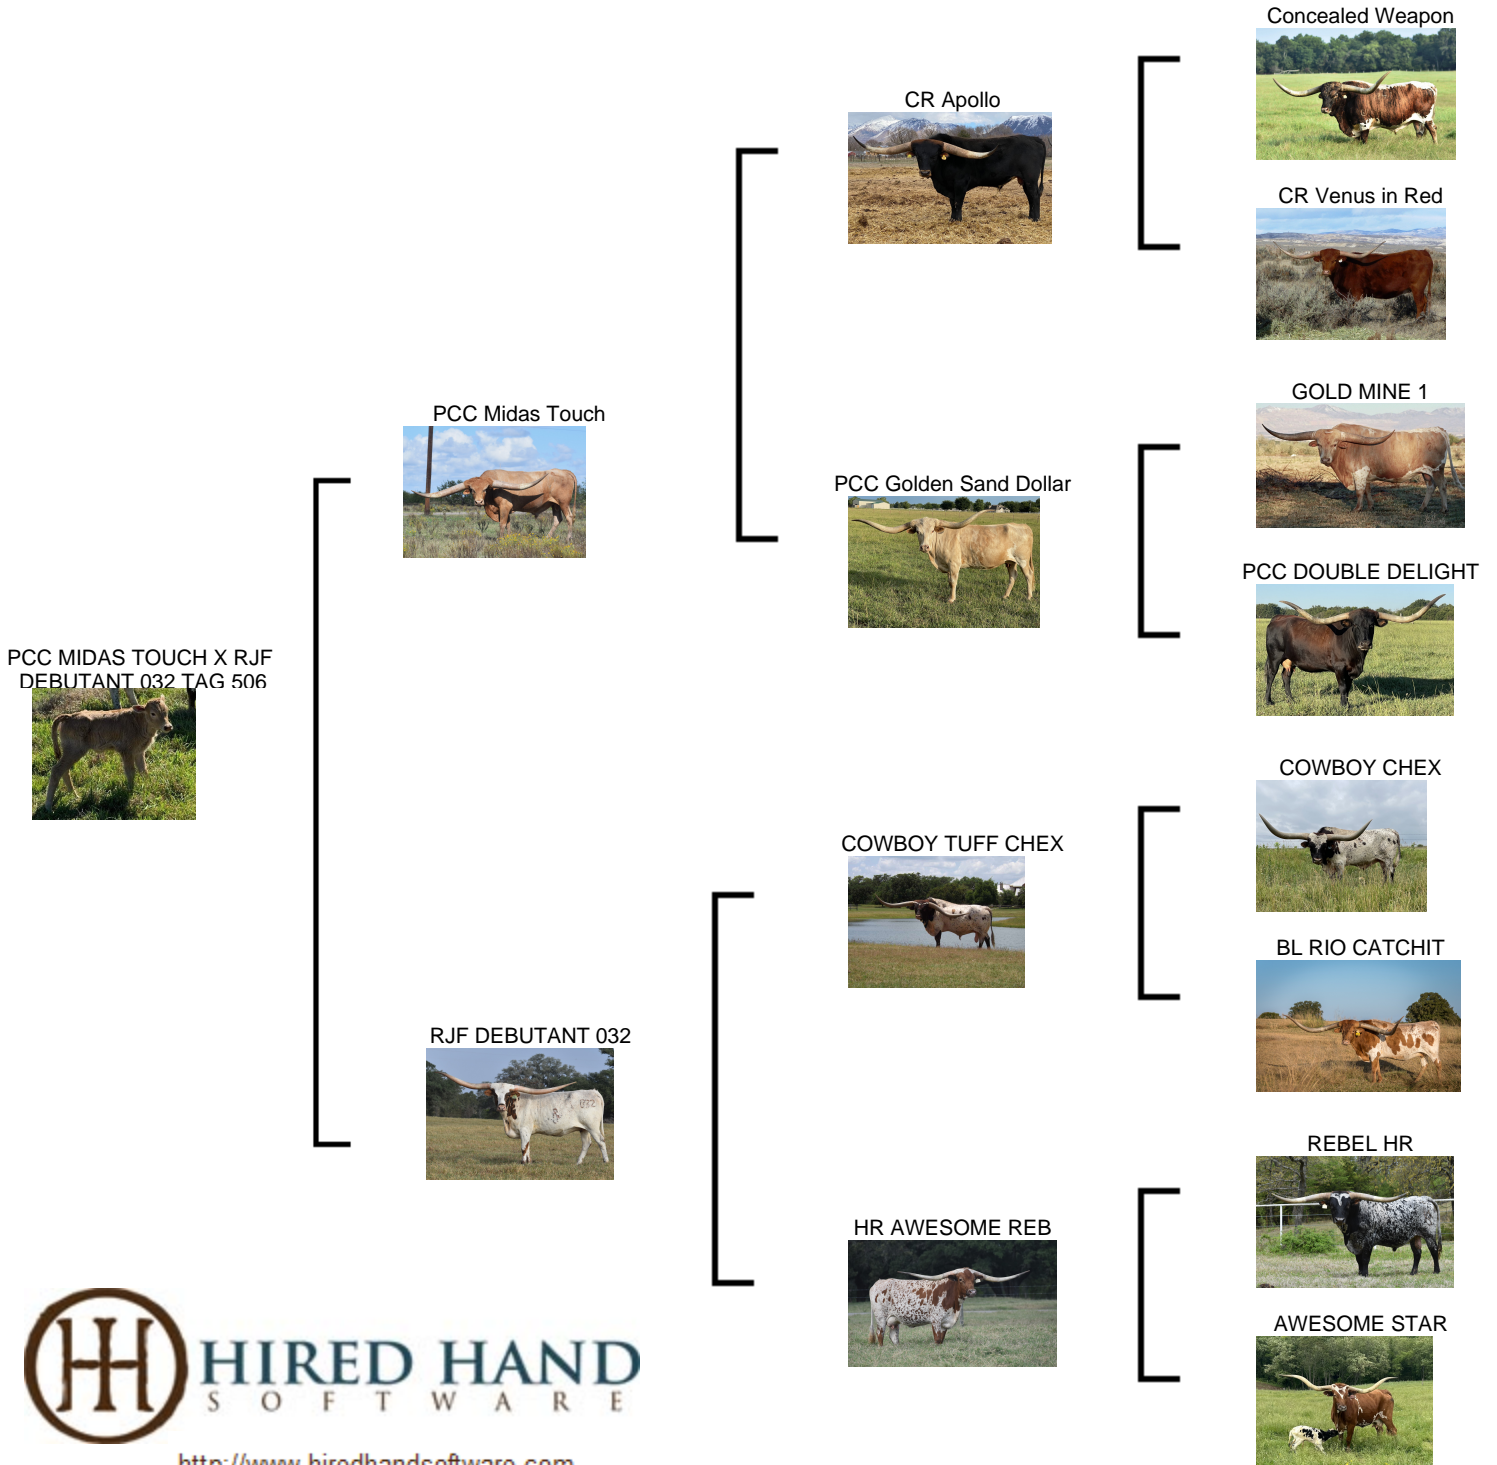 Concealed Weapon
CR Apollo
CR Venus in Red
GOLD MINE 1
PCC Midas Touch
PCC Golden Sand Dollar
PCC DOUBLE DELIGHT
PCC MIDAS TOUCH X RJF
DEBUTANT 032 TAG 506
COWBOY CHEX
COWBOY TUFF CHEX
BL RIO CATCHIT
RJF DEBUTANT 032
032
REBEL HR
HR AWESOME REB
AWESOME STAR
HIRED HAND
SOFTWARE
http://www.hiredhandsoftware.com